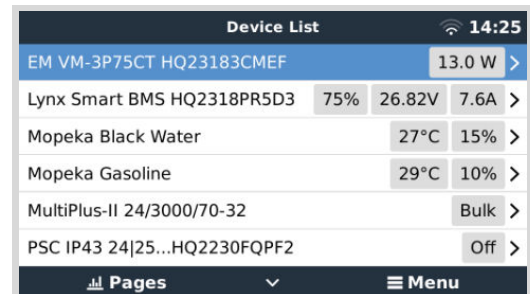 Device List 14:25
EM VM-3P75CT HQ23183CMEF 13.0 W
Lynx Smart BMS HQ2318PR5D3 75% 26.82V 7.6A
Mopeka Black Water 27°C 15%
Mopeka Gasoline 29°C 10%
MultiPlus-II 24/3000/70-32 Bulk
PSC IP43 24|25...HQ2230FQPF2 Off
Pages Menu